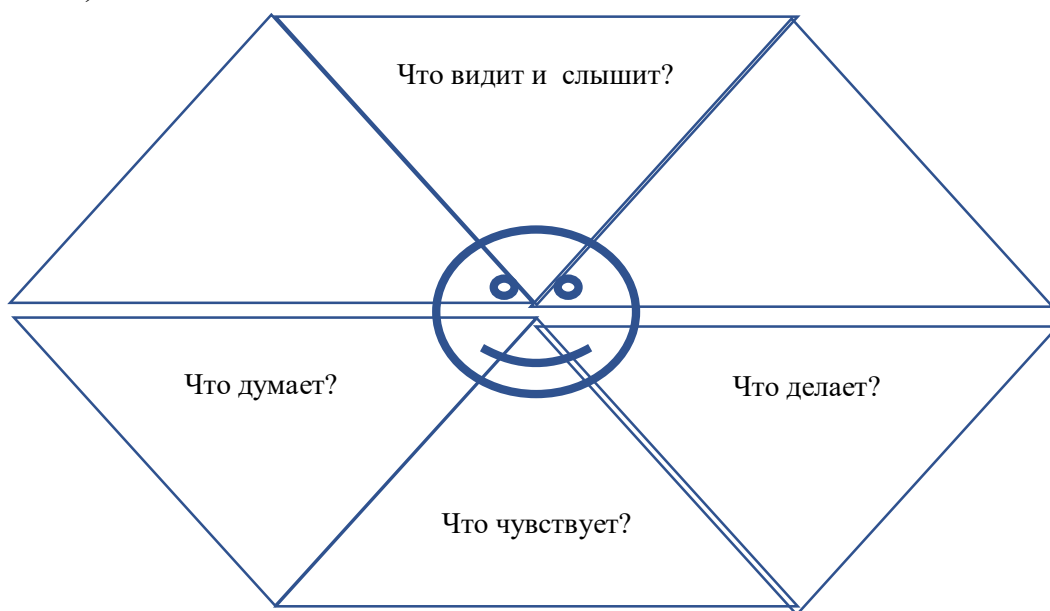 Что видит и слышит?
Что думает?
Что делает?
Что чувствует?